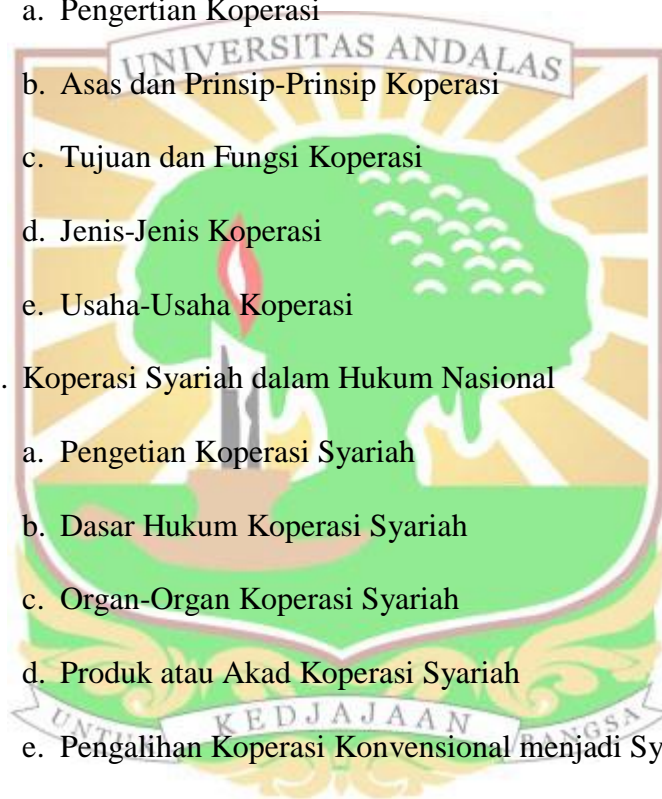 a. Pengertian Koperasi
UNIVERSITAS ANDALAS
b. Asas dan Prinsip-Prinsip Koperasi
c. Tujuan dan Fungsi Koperasi
d. Jenis-Jenis Koperasi
e. Usaha-Usaha Koperasi
. Koperasi Syariah dalam Hukum Nasional
a. Pengetian Koperasi Syariah
b. Dasar Hukum Koperasi Syariah
c. Organ-Organ Koperasi Syariah
d. Produk atau Akad Koperasi Syariah
UNTUK KEDJAJAAN BANGSA
e. Pengalihan Koperasi Konvensional menjadi Sy